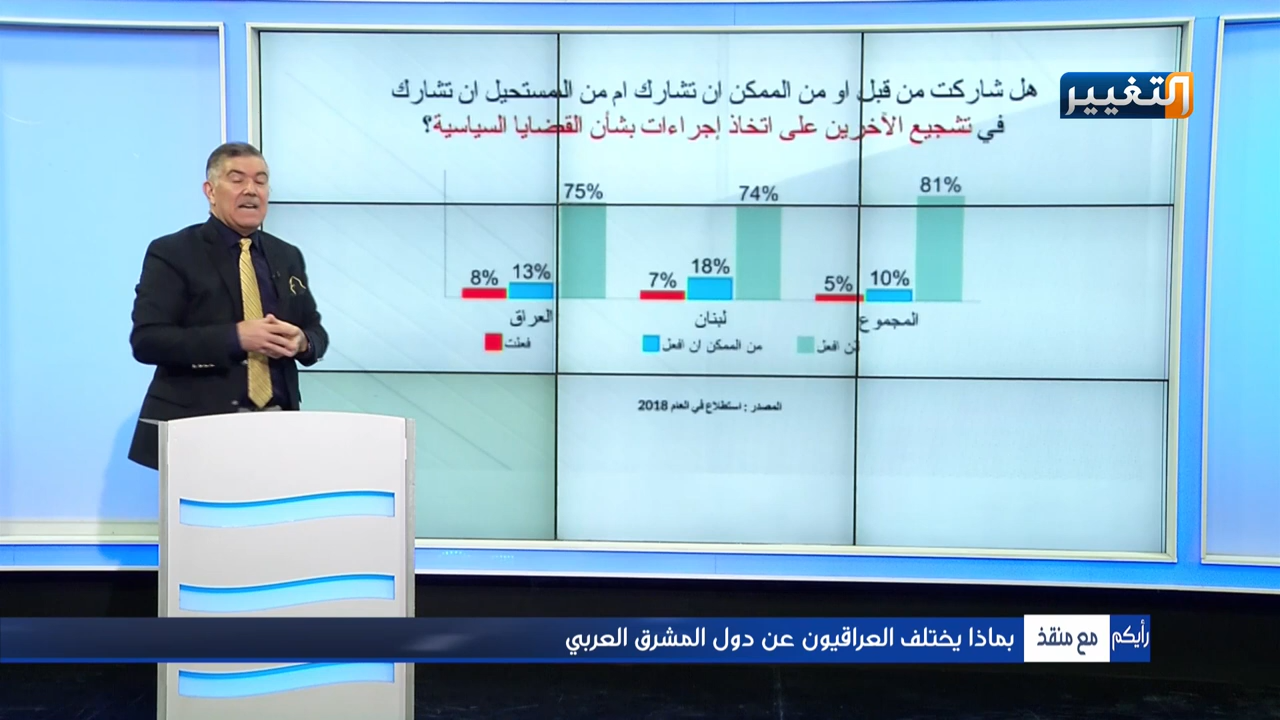 التغيير
هل شاركت من قبل او من الممكن ان تشارك ام من المستحيل ان تشارك
في تشجيع الآخرين على اتخاذ إجراءات بشأن القضايا السياسية؟
8% 13% 75% 7% 18% 74% 5% 10% 81%
العراق لبنان المجموع
فعلت من الممكن ان افعل لن افعل
المصدر : استطلاع في العام 2018
رأيكم مع منقذ بماذا يختلف العراقيون عن دول المشرق العربي